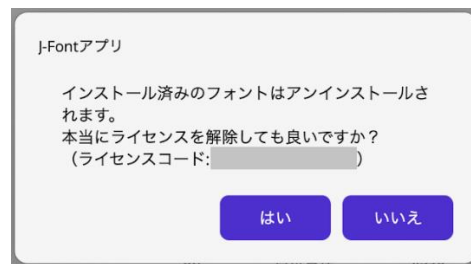 J-Fontアプリ
インストール済みのフォントはアンインストールさ
れます。
本当にライセンスを解除しても良いですか？
（ライセンスコード:）
はい
いいえ